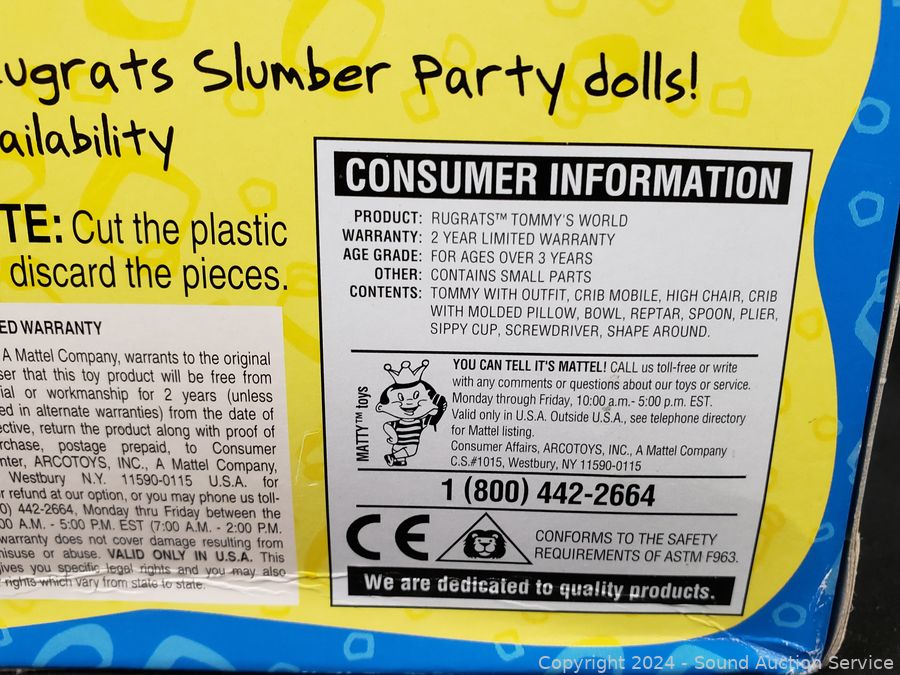 ugrats Slumber Party dolls!
ailability
TE: Cut the plastic
discard the pieces.
ED WARRANTY
A Mattel Company, warrants to the original
ser that this toy product will be free from
ial or workmanship for 2 years (unless
ed in alternate warranties) from the date of
ective, return the product along with proof of
rchase, postage prepaid, to Consumer
nter, ARCOTOYS, INC., A Mattel Company,
Westbury N.Y. 11590-0115 U.S.A. for
r refund at our option, or you may phone us toll-
0) 442-2664, Monday thru Friday between the
00 A.M. - 5:00 P.M. EST (7:00 A.M. - 2:00 P.M.
warranty does not cover damage resulting from
misuse or abuse. VALID ONLY IN U.S.A. This
ives you specific legal rights and you may also
rights which vary from state to state.
CONSUMER INFORMATION
PRODUCT: RUGRATS™ TOMMY'S WORLD
WARRANTY: 2 YEAR LIMITED WARRANTY
AGE GRADE: FOR AGES OVER 3 YEARS
OTHER: CONTAINS SMALL PARTS
CONTENTS: TOMMY WITH OUTFIT, CRIB MOBILE, HIGH CHAIR, CRIB
WITH MOLDED PILLOW, BOWL, REPTAR, SPOON, PLIER,
SIPPY CUP, SCREWDRIVER, SHAPE AROUND.
MATTY™ toys
YOU CAN TELL IT'S MATTEL! CALL us toll-free or write
with any comments or questions about our toys or service.
Monday through Friday, 10:00 a.m.- 5:00 p.m. EST.
Valid only in U.S.A. Outside U.S.A., see telephone directory
for Mattel listing.
Consumer Affairs, ARCOTOYS, INC., A Mattel Company
C.S.#1015, Westbury, NY 11590-0115
1 (800) 442-2664
CE
CONFORMS TO THE SAFETY
REQUIREMENTS OF ASTM F963.
We are dedicated to quality products.
Copyright 2024 - Sound Auction Service